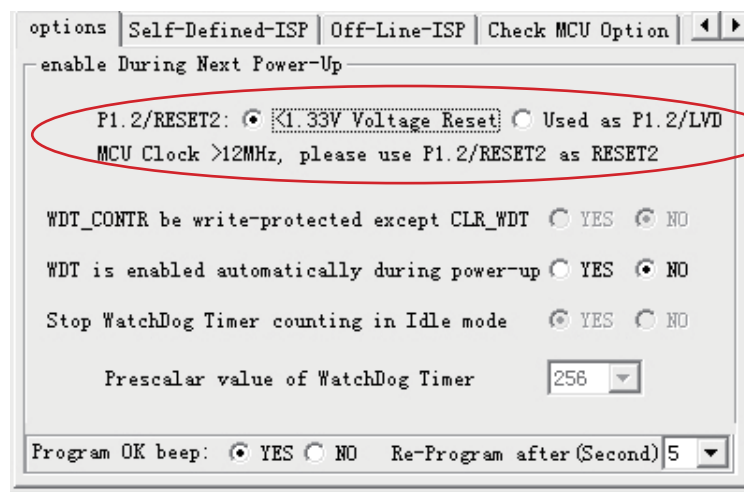 options Self-Defined-ISP Off-Line-ISP Check MCU Option
enable During Next Power-Up
P1.2/RESET2: <1.33V Voltage Reset Used as P1.2/LVD
MCU Clock >12MHz, please use P1.2/RESET2 as RESET2
WDT_CONTR be write-protected except CLR_WDT YES NO
WDT is enabled automatically during power-up YES NO
Stop WatchDog Timer counting in Idle mode YES NO
Prescalar value of WatchDog Timer 256
Program OK beep: YES NO Re-Program after(Second) 5